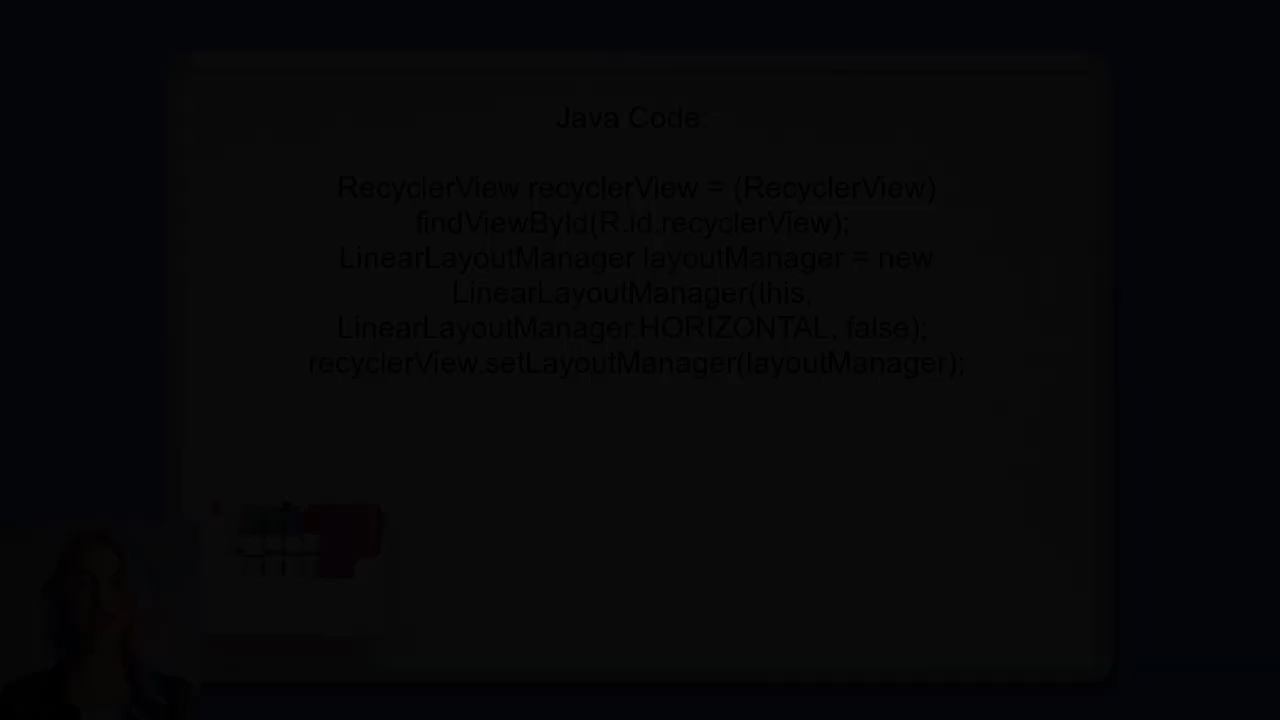 Java Code:
RecyclerView recyclerView = (RecyclerView)
findViewById(R.id.recyclerView);
LinearLayoutManager layoutManager = new
LinearLayoutManager(this,
LinearLayoutManager.HORIZONTAL, false);
recyclerView.setLayoutManager(layoutManager);